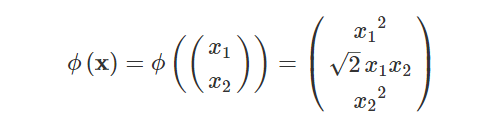 ϕ(𝐱) = ϕ((x₁ x₂)) = (x₁² √2 x₁x₂ x₂²)